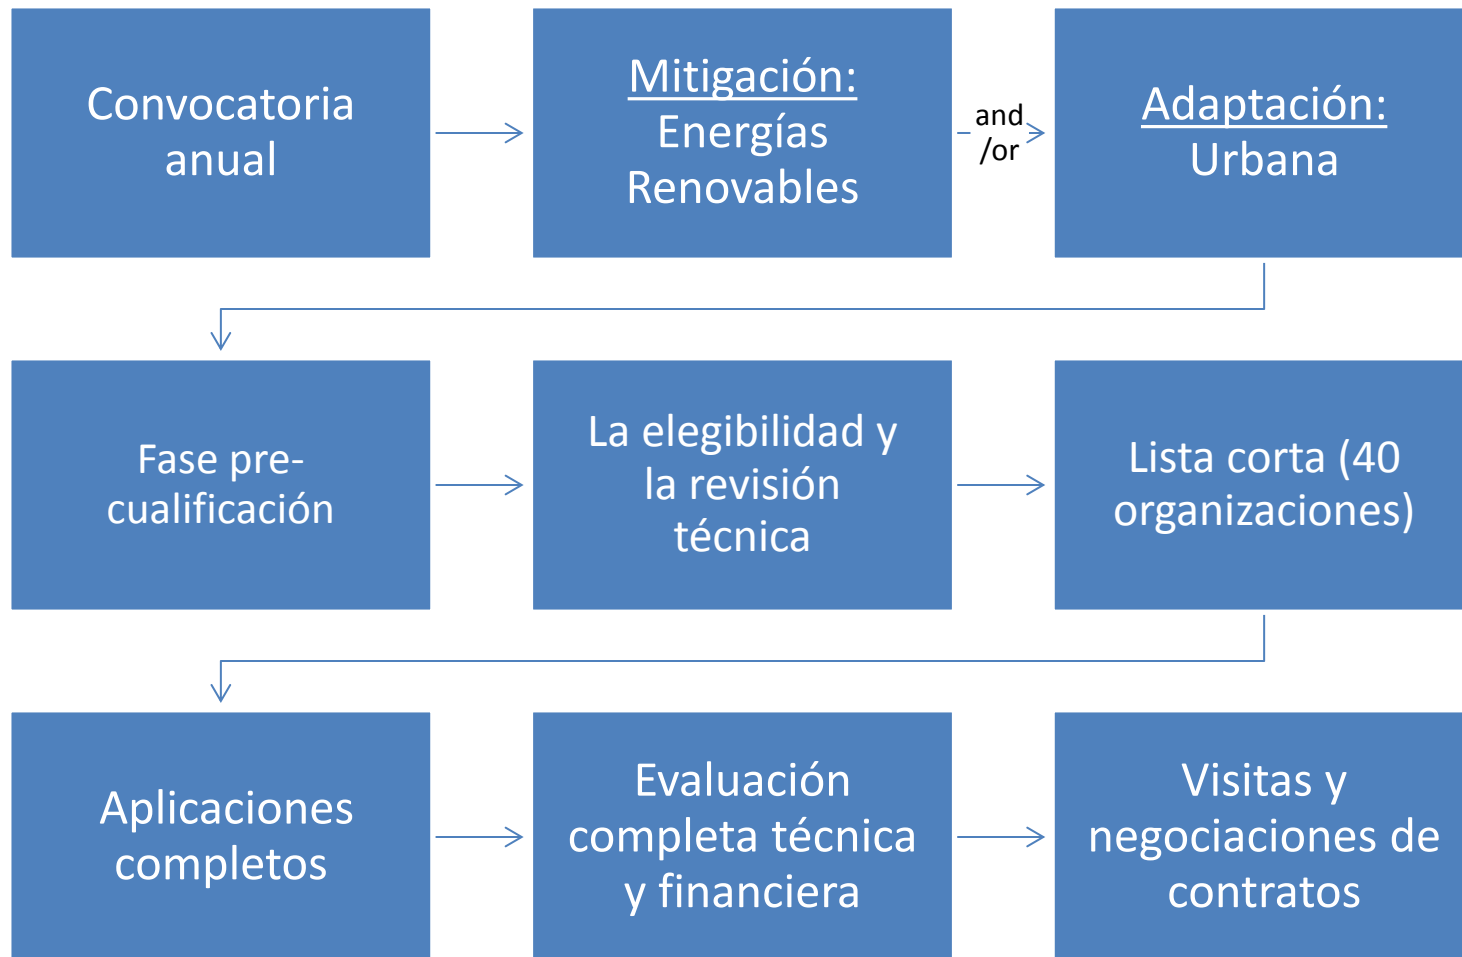 Convocatoria
anual
Mitigación:
Energías
Renovables
and
/or
Adaptación:
Urbana
Fase pre-
cualificación
La elegibilidad y
la revisión
técnica
Lista corta (40
organizaciones)
Aplicaciones
completos
Evaluación
completa técnica
y financiera
Visitas y
negociaciones de
contratos